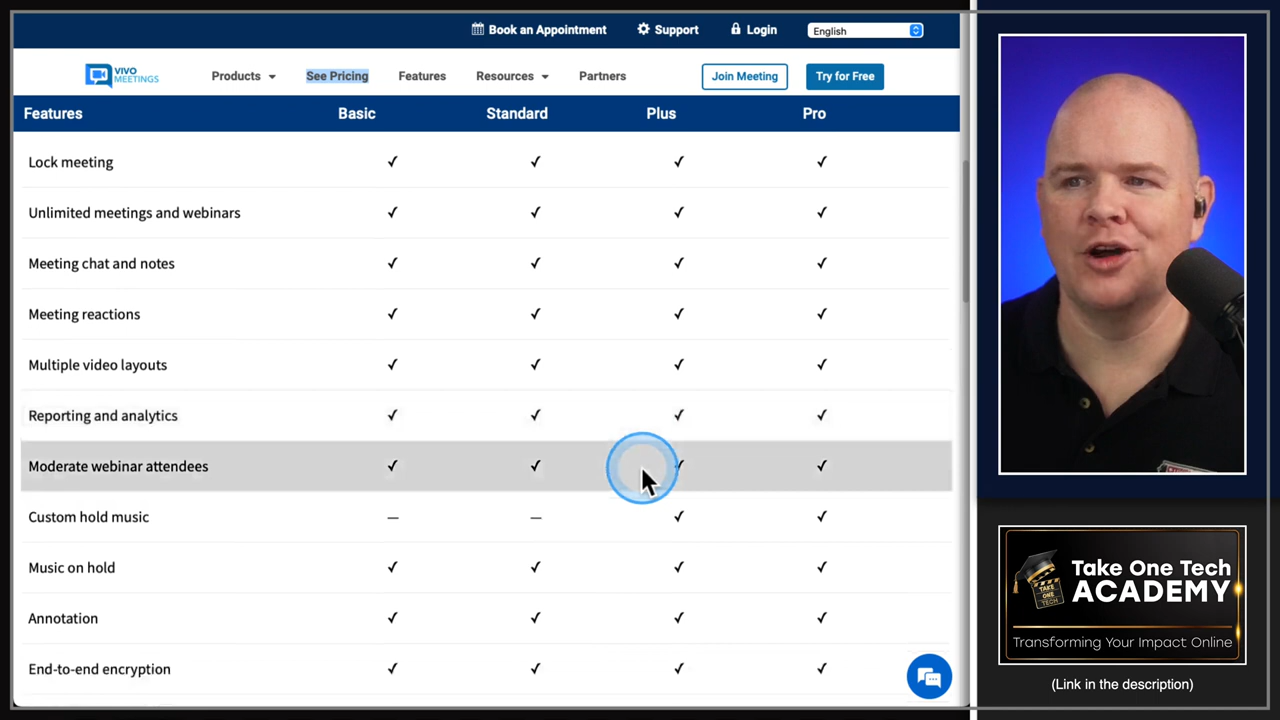 Book an Appointment Support Login English
VIVO
MEETINGS
Products See Pricing Features Resources Partners Join Meeting Try for Free
Features Basic Standard Plus Pro
Lock meeting ✓ ✓ ✓ ✓
Unlimited meetings and webinars ✓ ✓ ✓ ✓
Meeting chat and notes ✓ ✓ ✓ ✓
Meeting reactions ✓ ✓ ✓ ✓
Multiple video layouts ✓ ✓ ✓ ✓
Reporting and analytics ✓ ✓ ✓ ✓
Moderate webinar attendees ✓ ✓ ✓ ✓
Custom hold music — — ✓ ✓
Music on hold ✓ ✓ ✓ ✓
Annotation ✓ ✓ ✓ ✓
End-to-end encryption ✓ ✓ ✓ ✓
TAKE
ONE
TECH
Take One Tech
ACADEMY
Transforming Your Impact Online
(Link in the description)